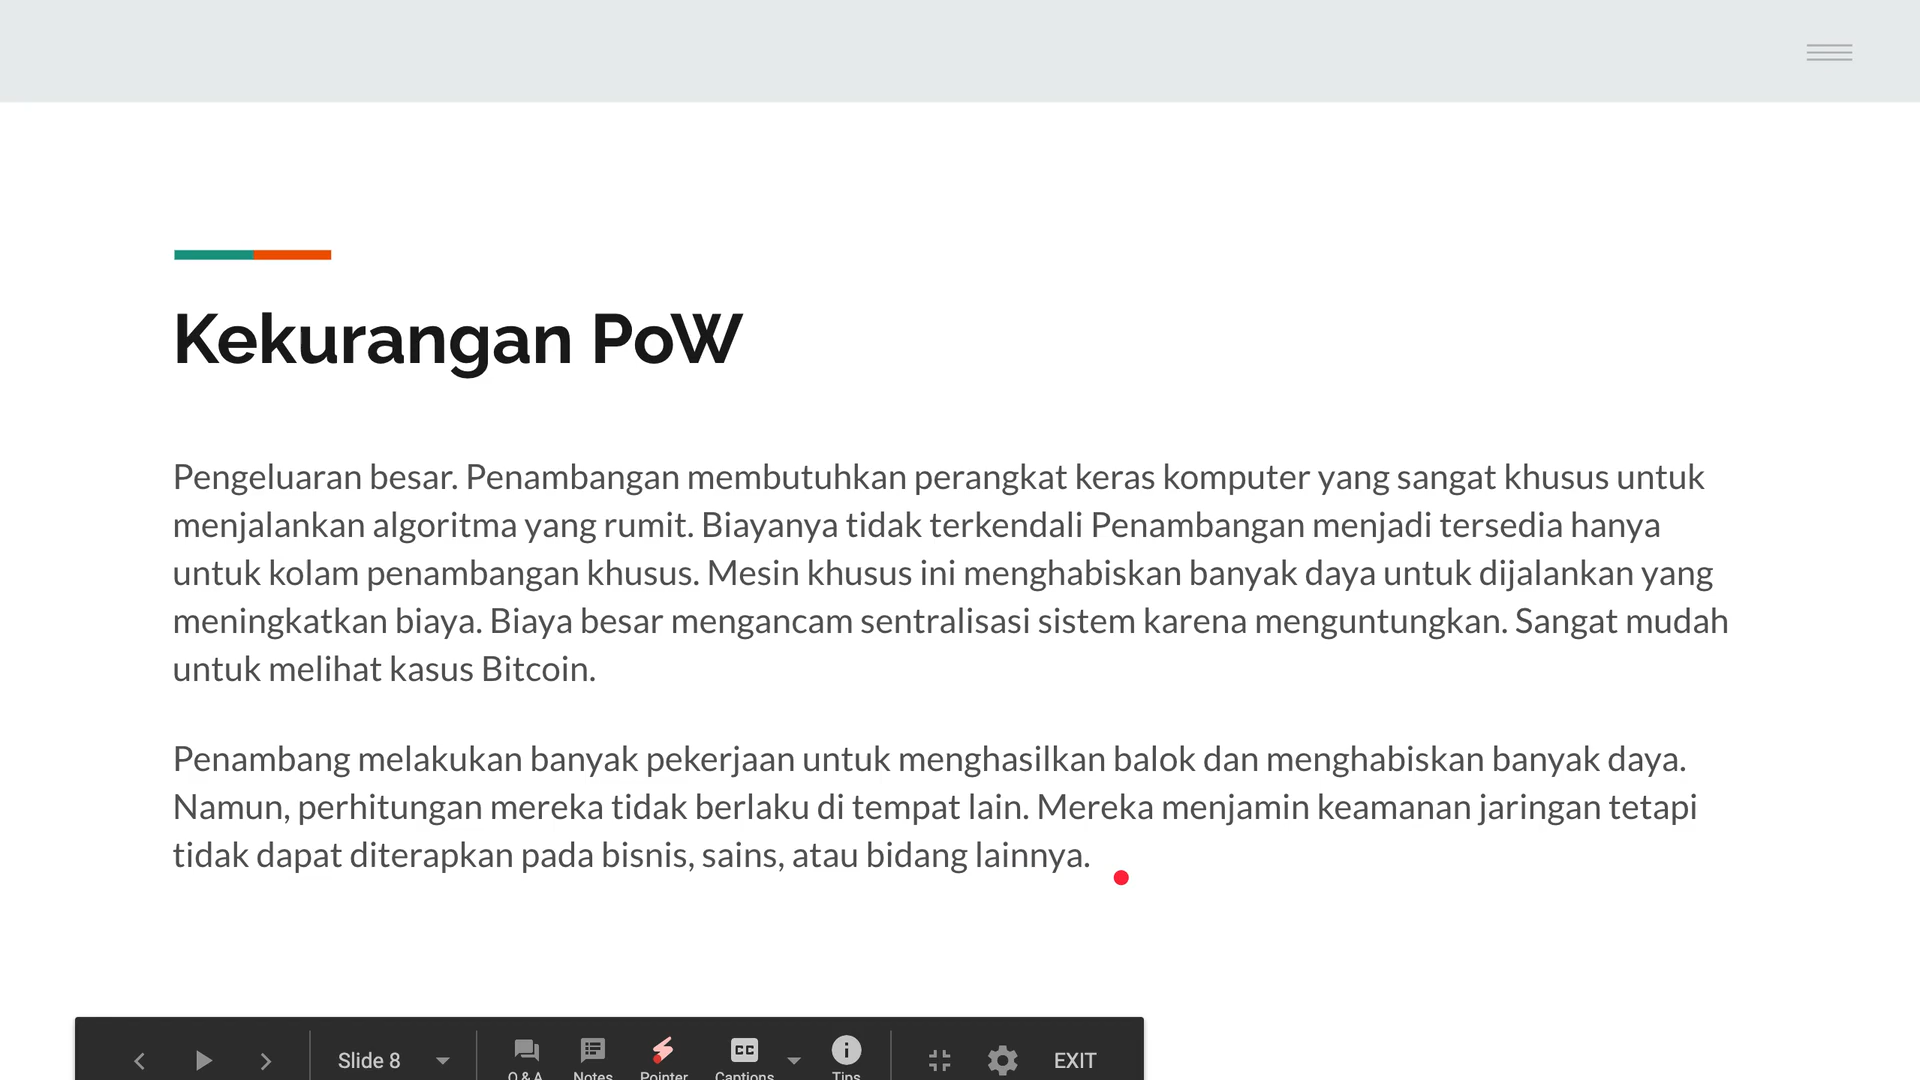 Kekurangan PoW
Pengeluaran besar. Penambangan membutuhkan perangkat keras komputer yang sangat khusus untuk
menjalankan algoritma yang rumit. Biayanya tidak terkendali Penambangan menjadi tersedia hanya
untuk kolam penambangan khusus. Mesin khusus ini menghabiskan banyak daya untuk dijalankan yang
meningkatkan biaya. Biaya besar mengancam sentralisasi sistem karena menguntungkan. Sangat mudah
untuk melihat kasus Bitcoin.
Penambang melakukan banyak pekerjaan untuk menghasilkan balok dan menghabiskan banyak daya.
Namun, perhitungan mereka tidak berlaku di tempat lain. Mereka menjamin keamanan jaringan tetapi
tidak dapat diterapkan pada bisnis, sains, atau bidang lainnya.
Slide 8
CC
EXIT
Q & A Notes Pointer Captions Tips